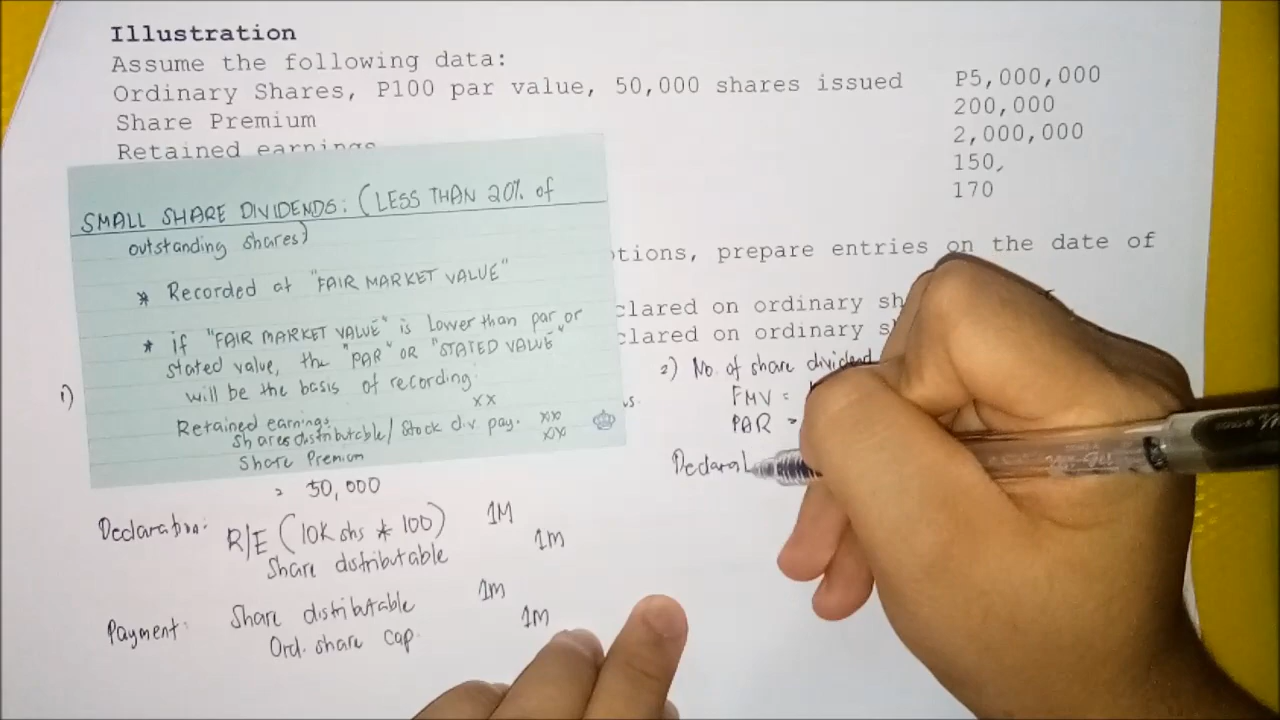 Illustration
Assume the following data:
Ordinary Shares, P100 par value, 50,000 shares issued P5,000,000
Share Premium 200,000
Retained earnings 2,000,000
150,
170
SMALL SHARE DIVIDENDS: (LESS THAN 20% of
outstanding shares)
* Recorded at "FAIR MARKET VALUE"
* if "FAIR MARKET VALUE" is lower than par or
stated value, the "PAR" OR "STATED VALUE"
will be the basis of recording.
Retained earnings xx
Shares distributable/ Stock div. pay. xx
Share Premium xx
tions, prepare entries on the date of
clared on ordinary sh
clared on ordinary s
1)
2) No. of share dividend
FMV =
PAR =
Declarat
= 50,000
Declaration: R/E (10K shs * 100) 1M
Share distributable 1m
Payment: Share distributable 1m
Ord. share cap. 1M